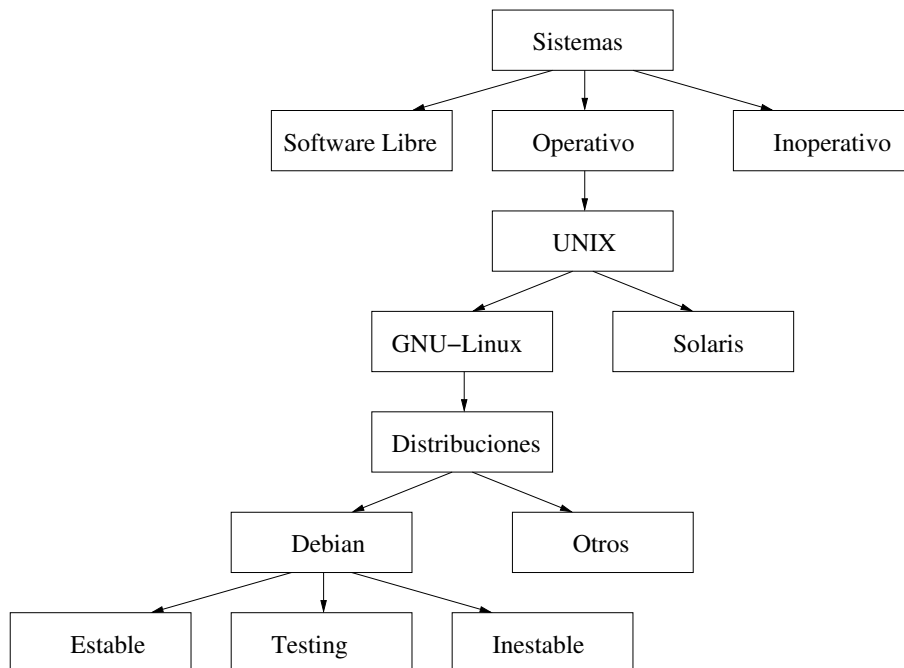 Sistemas
Software Libre
Operativo
Inoperativo
UNIX
GNU−Linux
Solaris
Distribuciones
Debian
Otros
Estable
Testing
Inestable